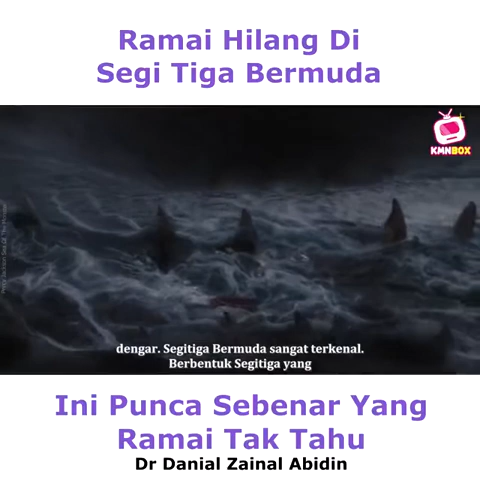 Ramai Hilang Di
Segi Tiga Bermuda
KMNBOX
dengar. Segitiga Bermuda sangat terkenal.
Berbentuk Segitiga yang
Ini Punca Sebenar Yang
Ramai Tak Tahu
Dr Danial Zainal Abidin